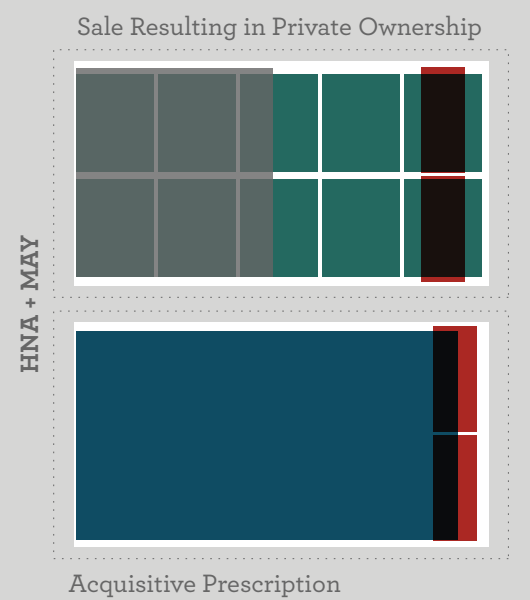 Sale Resulting in Private Ownership
HNA + MAY
Acquisitive Prescription